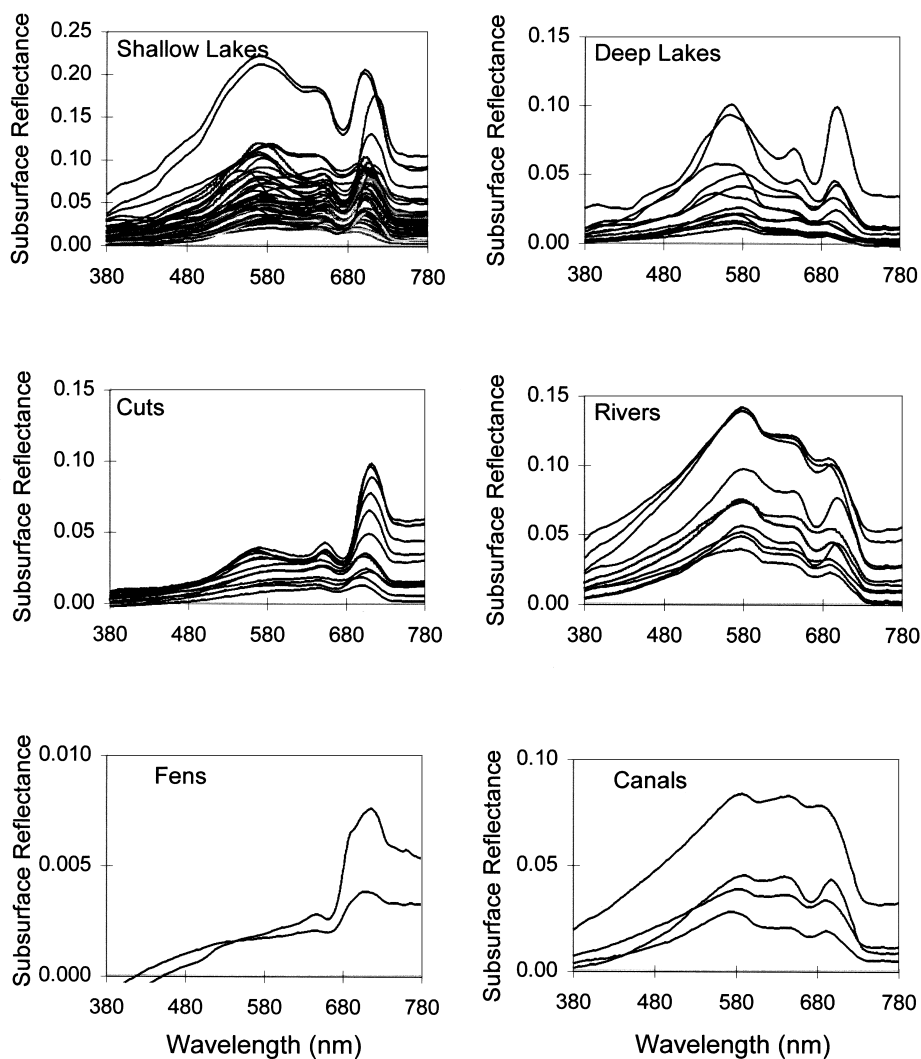 Subsurface Reflectance
0.25
0.20
0.15
0.10
0.05
0.00
Shallow Lakes
380 480 580 680 780
Subsurface Reflectance
0.15
0.10
0.05
0.00
Deep Lakes
380 480 580 680 780
Subsurface Reflectance
0.15
0.10
0.05
0.00
Cuts
380 480 580 680 780
Subsurface Reflectance
0.15
0.10
0.05
0.00
Rivers
380 480 580 680 780
Subsurface Reflectance
0.010
0.005
0.000
Fens
380 480 580 680 780
Wavelength (nm)
Subsurface Reflectance
0.10
0.05
0.00
Canals
380 480 580 680 780
Wavelength (nm)